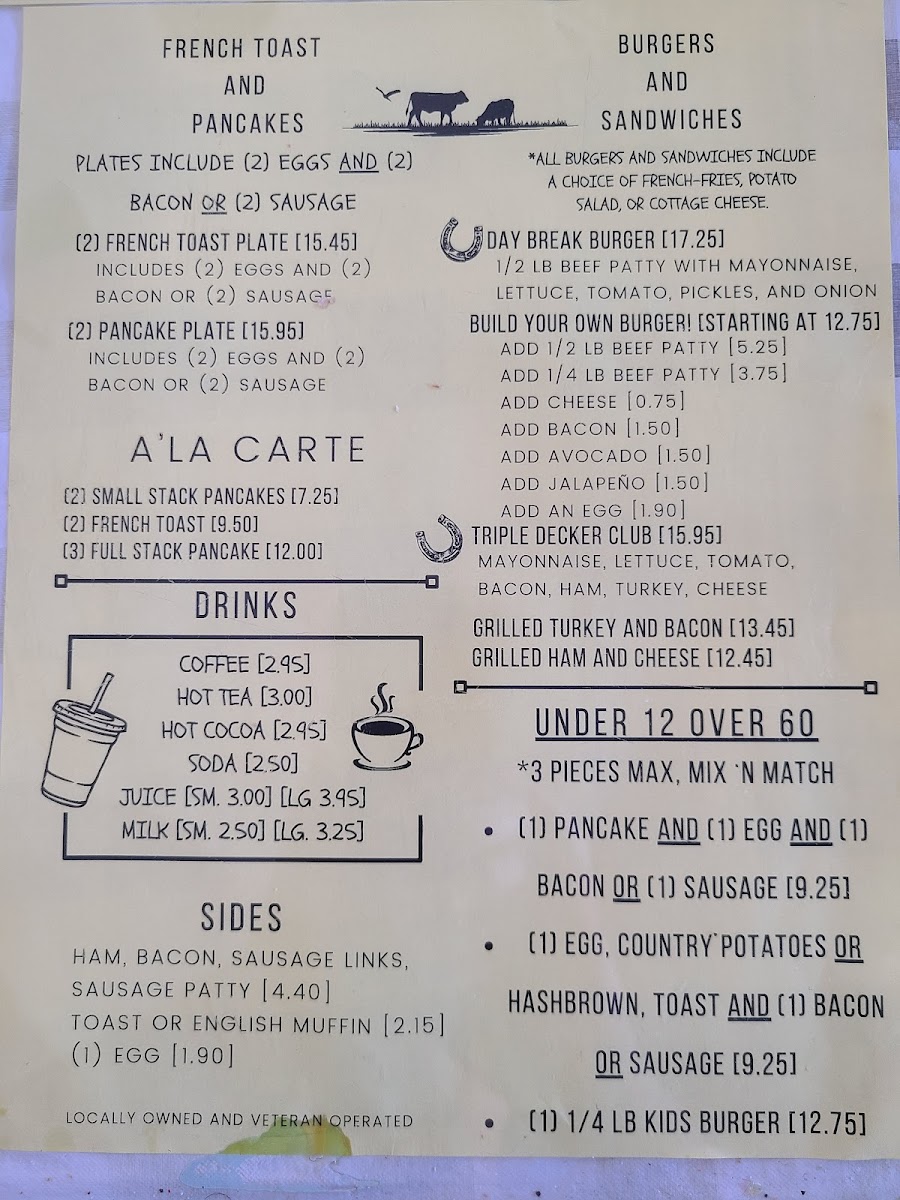 FRENCH TOAST
AND
PANCAKES
PLATES INCLUDE (2) EGGS AND (2)
BACON OR (2) SAUSAGE
(2) FRENCH TOAST PLATE [15.45]
INCLUDES (2) EGGS AND (2)
BACON OR (2) SAUSAGE
(2) PANCAKE PLATE [15.95]
INCLUDES (2) EGGS AND (2)
BACON OR (2) SAUSAGE
A'LA CARTE
(2) SMALL STACK PANCAKES [7.25]
(2) FRENCH TOAST [9.50]
(3) FULL STACK PANCAKE [12.00]
DRINKS
COFFEE [2.95]
HOT TEA [3.00]
HOT COCOA [2.95]
SODA [2.50]
JUICE [SM. 3.00] [LG 3.95]
MILK [SM. 2.50] [LG. 3.25]
SIDES
HAM, BACON, SAUSAGE LINKS,
SAUSAGE PATTY [4.40]
TOAST OR ENGLISH MUFFIN [2.15]
(1) EGG [1.90]
LOCALLY OWNED AND VETERAN OPERATED
BURGERS
AND
SANDWICHES
*ALL BURGERS AND SANDWICHES INCLUDE
A CHOICE OF FRENCH-FRIES, POTATO
SALAD, OR COTTAGE CHEESE.
DAY BREAK BURGER [17.25]
1/2 LB BEEF PATTY WITH MAYONNAISE,
LETTUCE, TOMATO, PICKLES, AND ONION
BUILD YOUR OWN BURGER! [STARTING AT 12.75]
ADD 1/2 LB BEEF PATTY [5.25]
ADD 1/4 LB BEEF PATTY [3.75]
ADD CHEESE [0.75]
ADD BACON [1.50]
ADD AVOCADO [1.50]
ADD JALAPEÑO [1.50]
ADD AN EGG [1.90]
TRIPLE DECKER CLUB [15.95]
MAYONNAISE, LETTUCE, TOMATO,
BACON, HAM, TURKEY, CHEESE
GRILLED TURKEY AND BACON [13.45]
GRILLED HAM AND CHEESE [12.45]
UNDER 12 OVER 60
*3 PIECES MAX, MIX 'N MATCH
• (1) PANCAKE AND (1) EGG AND (1)
BACON OR (1) SAUSAGE [9.25]
• (1) EGG, COUNTRY POTATOES OR
HASHBROWN, TOAST AND (1) BACON
OR SAUSAGE [9.25]
• (1) 1/4 LB KIDS BURGER [12.75]